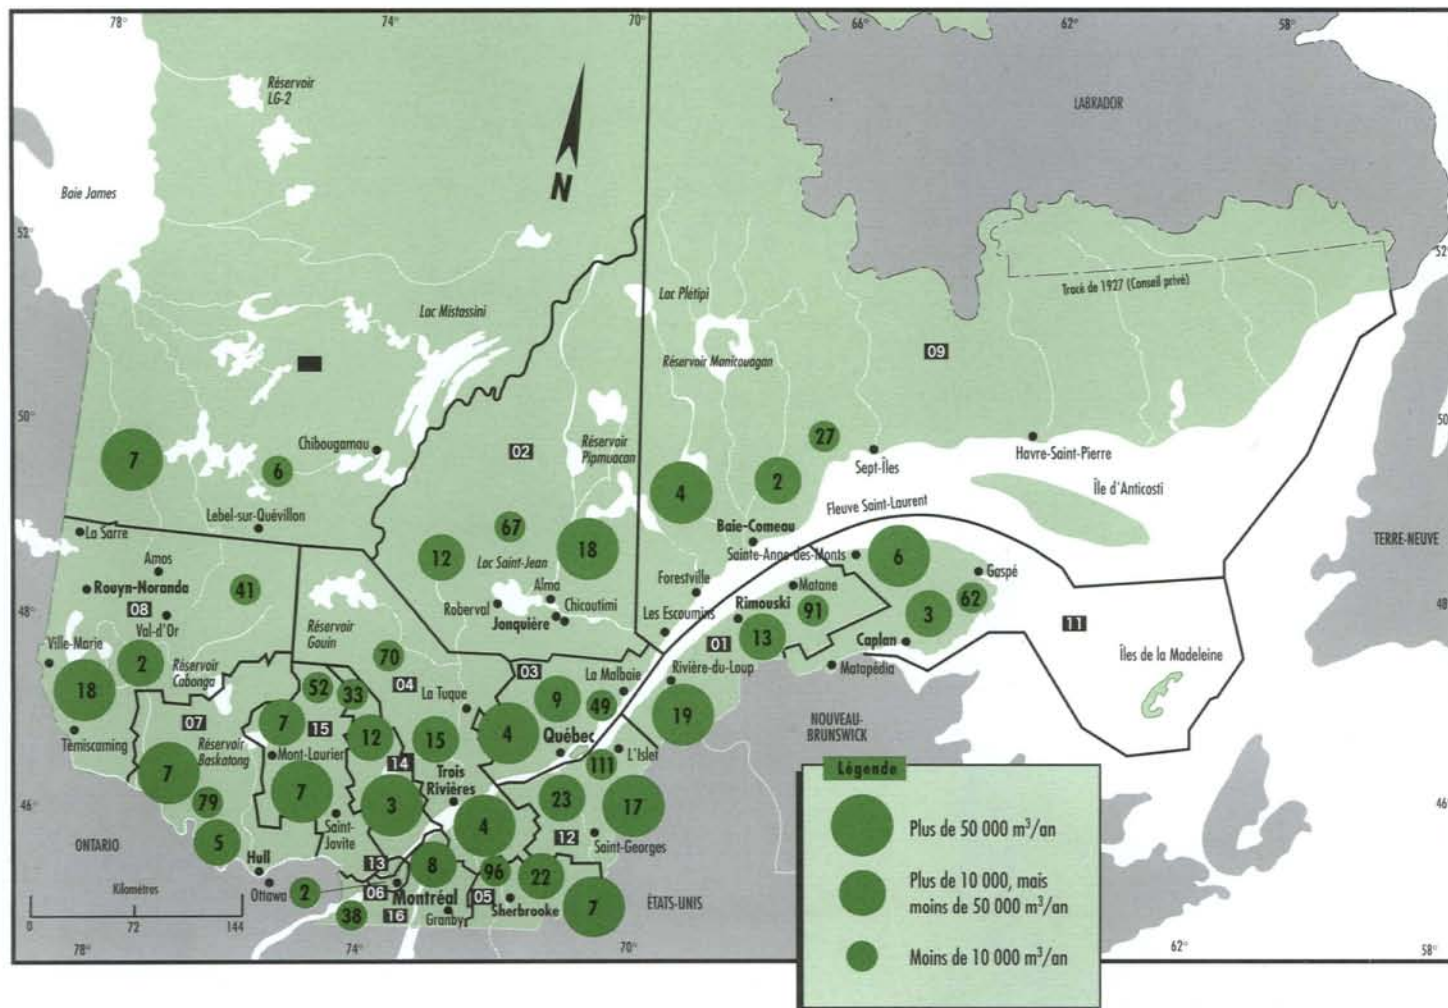 78°
74°
70°
66°
62°
58°
Réservoir
LG-2
LABRADOR
Baie James
N
52°
52°
Lac Mistassini
Lac Plétipi
Tracé de 1927 (Conseil privé)
Réservoir Manicouagan
09
50°
50°
Chibougamau
02
Réservoir
Pipmuacan
27
Sept-Îles
Havre-Saint-Pierre
7
6
4
2
Île d'Anticosti
Fleuve Saint-Laurent
Lebel-sur-Quévillon
La Sarre
67
Baie-Comeau
Sainte-Anne-des-Monts
TERRE-NEUVE
12
18
6
Amos
Lac Saint-Jean
Gaspé
Rouyn-Noranda
41
Alma
Forestville
Matane
62
08
Val-d'Or
Roberval
Chicoutimi
Les Escoumins
Rimouski
91
3
48°
48°
Jonquière
01
13
Caplan
11
Ville-Marie
Réservoir
Gouin
Matapédia
Îles de la Madeleine
2
Réservoir
Cabonga
70
03
La Malbaie
Rivière-du-Loup
18
52
33
04
La Tuque
9
49
07
7
15
12
15
4
19
NOUVEAU-
BRUNSWICK
Témiscaming
Réservoir
Baskatong
Mont-Laurier
14
Québec
L'Islet
7
Trois
Rivières
111
79
7
3
23
17
46°
46°
5
Saint-
Jovite
4
12
Saint-Georges
ONTARIO
Hull
13
8
96
22
Kilomètres
Ottawa
2
06
Montréal
05
Sherbrooke
7
ÉTATS-UNIS
38
16
Granby
0
72
144
78°
74°
70°
62°
58°
Légende
Plus de 50 000 m³/an
Plus de 10 000, mais
moins de 50 000 m³/an
Moins de 10 000 m³/an